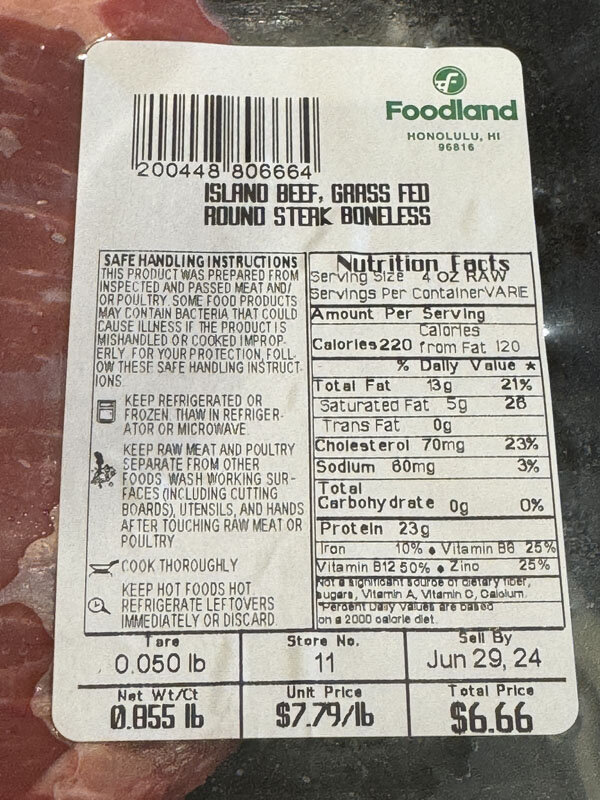 Foodland
HONOLULU, HI
96816
200448 806664
ISLAND BEEF, GRASS FED
ROUND STEAK BONELESS
SAFE HANDLING INSTRUCTIONS
THIS PRODUCT WAS PREPARED FROM
INSPECTED AND PASSED MEAT AND/
OR POULTRY. SOME FOOD PRODUCTS
MAY CONTAIN BACTERIA THAT COULD
CAUSE ILLNESS IF THE PRODUCT IS
MISHANDLED OR COOKED IMPROP-
ERLY. FOR YOUR PROTECTION, FOLL-
OW THESE SAFE HANDLING INSTRUCT-
IONS
KEEP REFRIGERATED OR
FROZEN. THAW IN REFRIGER-
ATOR OR MICROWAVE.
KEEP RAW MEAT AND POULTRY
SEPARATE FROM OTHER
FOODS. WASH WORKING SUR-
FACES (INCLUDING CUTTING
BOARDS), UTENSILS, AND HANDS
AFTER TOUCHING RAW MEAT OR
POULTRY
COOK THOROUGHLY
KEEP HOT FOODS HOT.
REFRIGERATE LEFTOVERS
IMMEDIATELY OR DISCARD.
Nutrition Facts
Serving Size 4 OZ RAW
Servings Per Container VARIE
Amount Per Serving
Calories 220 Calories from Fat 120
% Daily Value *
Total Fat 13g 21%
Saturated Fat 5g 26
Trans Fat 0g
Cholesterol 70mg 23%
Sodium 60mg 3%
Total
Carbohydrate 0g 0%
Protein 23g
Iron 10% • Vitamin B6 25%
Vitamin B12 50% • Zinc 25%
Not a significant source of dietary fiber,
sugars, Vitamin A, Vitamin C, Calcium.
*Percent Daily Values are based
on a 2000 calorie diet.
Tare
0.050 lb
Store No.
11
Sell By
Jun 29, 24
Net Wt/Ct
0.855 lb
Unit Price
$7.79/lb
Total Price
$6.66